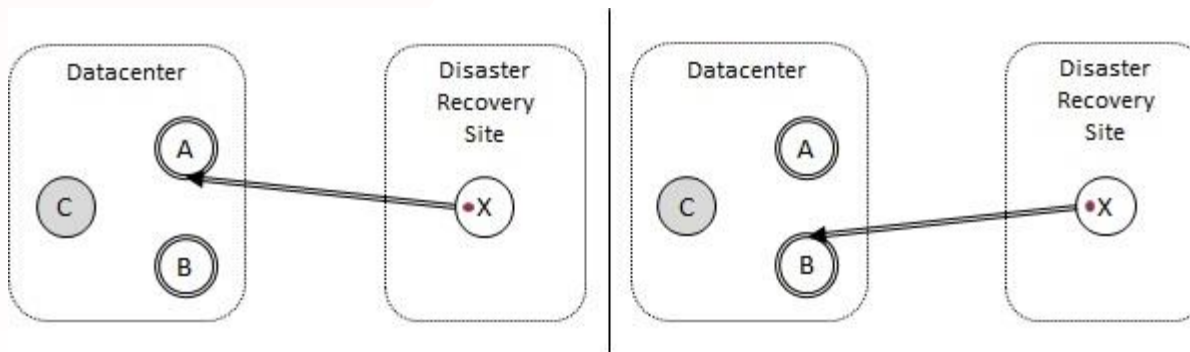 Datacenter
Disaster
Recovery
Site
A
C
X
B
Datacenter
Disaster
Recovery
Site
A
C
X
B